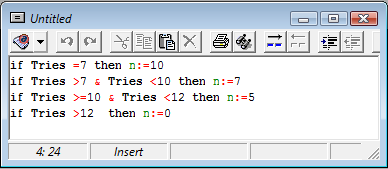 Untitled
if Tries =7 then n:=10
if Tries >7 & Tries <10 then n:=7
if Tries >=10 & Tries <12 then n:=5
if Tries >12  then n:=0
4: 24 Insert